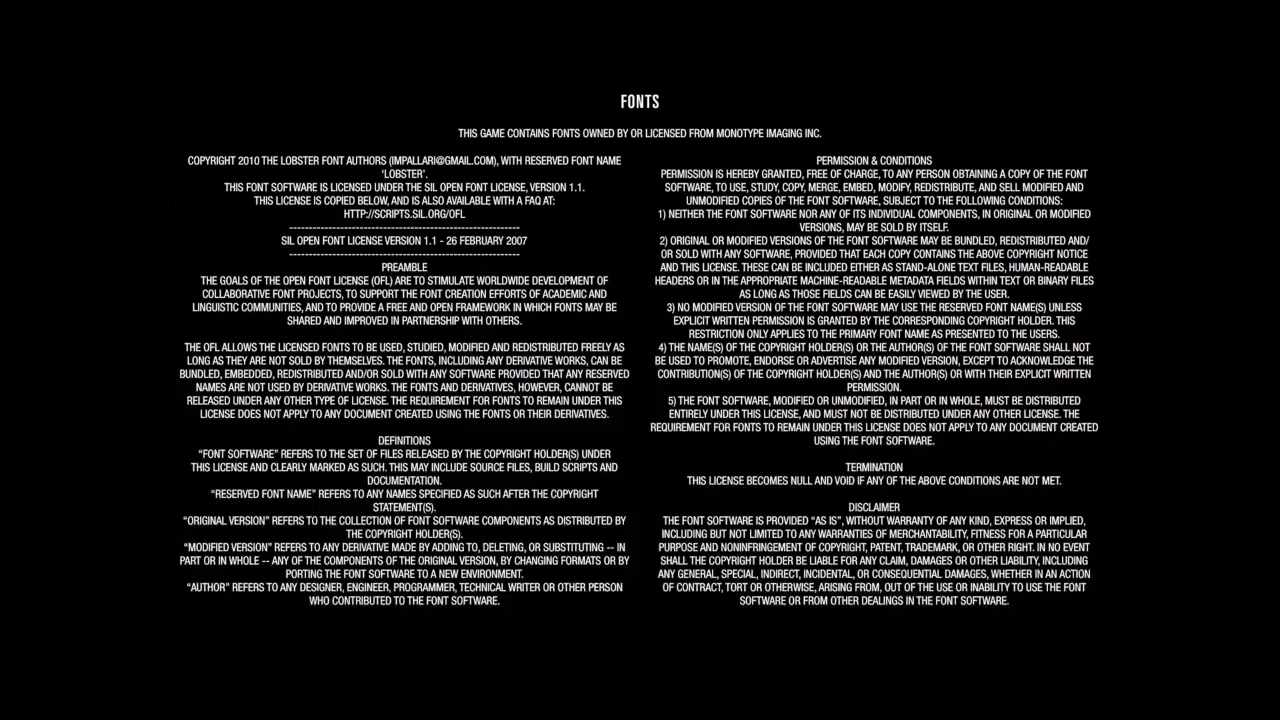 FONTS
THIS GAME CONTAINS FONTS OWNED BY OR LICENSED FROM MONOTYPE IMAGING INC.
COPYRIGHT 2010 THE LOBSTER FONT AUTHORS (IMPALLARI@GMAIL.COM), WITH RESERVED FONT NAME
‘LOBSTER’.
THIS FONT SOFTWARE IS LICENSED UNDER THE SIL OPEN FONT LICENSE, VERSION 1.1.
THIS LICENSE IS COPIED BELOW, AND IS ALSO AVAILABLE WITH A FAQ AT:
HTTP://SCRIPTS.SIL.ORG/OFL
-----------------------------------------------------------
SIL OPEN FONT LICENSE VERSION 1.1 - 26 FEBRUARY 2007
-----------------------------------------------------------
PREAMBLE
THE GOALS OF THE OPEN FONT LICENSE (OFL) ARE TO STIMULATE WORLDWIDE DEVELOPMENT OF
COLLABORATIVE FONT PROJECTS, TO SUPPORT THE FONT CREATION EFFORTS OF ACADEMIC AND
LINGUISTIC COMMUNITIES, AND TO PROVIDE A FREE AND OPEN FRAMEWORK IN WHICH FONTS MAY BE
SHARED AND IMPROVED IN PARTNERSHIP WITH OTHERS.
THE OFL ALLOWS THE LICENSED FONTS TO BE USED, STUDIED, MODIFIED AND REDISTRIBUTED FREELY AS
LONG AS THEY ARE NOT SOLD BY THEMSELVES. THE FONTS, INCLUDING ANY DERIVATIVE WORKS, CAN BE
BUNDLED, EMBEDDED, REDISTRIBUTED AND/OR SOLD WITH ANY SOFTWARE PROVIDED THAT ANY RESERVED
NAMES ARE NOT USED BY DERIVATIVE WORKS. THE FONTS AND DERIVATIVES, HOWEVER, CANNOT BE
RELEASED UNDER ANY OTHER TYPE OF LICENSE. THE REQUIREMENT FOR FONTS TO REMAIN UNDER THIS
LICENSE DOES NOT APPLY TO ANY DOCUMENT CREATED USING THE FONTS OR THEIR DERIVATIVES.
DEFINITIONS
“FONT SOFTWARE” REFERS TO THE SET OF FILES RELEASED BY THE COPYRIGHT HOLDER(S) UNDER
THIS LICENSE AND CLEARLY MARKED AS SUCH. THIS MAY INCLUDE SOURCE FILES, BUILD SCRIPTS AND
DOCUMENTATION.
“RESERVED FONT NAME” REFERS TO ANY NAMES SPECIFIED AS SUCH AFTER THE COPYRIGHT
STATEMENT(S).
“ORIGINAL VERSION” REFERS TO THE COLLECTION OF FONT SOFTWARE COMPONENTS AS DISTRIBUTED BY
THE COPYRIGHT HOLDER(S).
“MODIFIED VERSION” REFERS TO ANY DERIVATIVE MADE BY ADDING TO, DELETING, OR SUBSTITUTING -- IN
PART OR IN WHOLE -- ANY OF THE COMPONENTS OF THE ORIGINAL VERSION, BY CHANGING FORMATS OR BY
PORTING THE FONT SOFTWARE TO A NEW ENVIRONMENT.
“AUTHOR” REFERS TO ANY DESIGNER, ENGINEER, PROGRAMMER, TECHNICAL WRITER OR OTHER PERSON
WHO CONTRIBUTED TO THE FONT SOFTWARE.
PERMISSION & CONDITIONS
PERMISSION IS HEREBY GRANTED, FREE OF CHARGE, TO ANY PERSON OBTAINING A COPY OF THE FONT
SOFTWARE, TO USE, STUDY, COPY, MERGE, EMBED, MODIFY, REDISTRIBUTE, AND SELL MODIFIED AND
UNMODIFIED COPIES OF THE FONT SOFTWARE, SUBJECT TO THE FOLLOWING CONDITIONS:
1) NEITHER THE FONT SOFTWARE NOR ANY OF ITS INDIVIDUAL COMPONENTS, IN ORIGINAL OR MODIFIED
VERSIONS, MAY BE SOLD BY ITSELF.
2) ORIGINAL OR MODIFIED VERSIONS OF THE FONT SOFTWARE MAY BE BUNDLED, REDISTRIBUTED AND/
OR SOLD WITH ANY SOFTWARE, PROVIDED THAT EACH COPY CONTAINS THE ABOVE COPYRIGHT NOTICE
AND THIS LICENSE. THESE CAN BE INCLUDED EITHER AS STAND-ALONE TEXT FILES, HUMAN-READABLE
HEADERS OR IN THE APPROPRIATE MACHINE-READABLE METADATA FIELDS WITHIN TEXT OR BINARY FILES
AS LONG AS THOSE FIELDS CAN BE EASILY VIEWED BY THE USER.
3) NO MODIFIED VERSION OF THE FONT SOFTWARE MAY USE THE RESERVED FONT NAME(S) UNLESS
EXPLICIT WRITTEN PERMISSION IS GRANTED BY THE CORRESPONDING COPYRIGHT HOLDER. THIS
RESTRICTION ONLY APPLIES TO THE PRIMARY FONT NAME AS PRESENTED TO THE USERS.
4) THE NAME(S) OF THE COPYRIGHT HOLDER(S) OR THE AUTHOR(S) OF THE FONT SOFTWARE SHALL NOT
BE USED TO PROMOTE, ENDORSE OR ADVERTISE ANY MODIFIED VERSION, EXCEPT TO ACKNOWLEDGE THE
CONTRIBUTION(S) OF THE COPYRIGHT HOLDER(S) AND THE AUTHOR(S) OR WITH THEIR EXPLICIT WRITTEN
PERMISSION.
5) THE FONT SOFTWARE, MODIFIED OR UNMODIFIED, IN PART OR IN WHOLE, MUST BE DISTRIBUTED
ENTIRELY UNDER THIS LICENSE, AND MUST NOT BE DISTRIBUTED UNDER ANY OTHER LICENSE. THE
REQUIREMENT FOR FONTS TO REMAIN UNDER THIS LICENSE DOES NOT APPLY TO ANY DOCUMENT CREATED
USING THE FONT SOFTWARE.
TERMINATION
THIS LICENSE BECOMES NULL AND VOID IF ANY OF THE ABOVE CONDITIONS ARE NOT MET.
DISCLAIMER
THE FONT SOFTWARE IS PROVIDED “AS IS”, WITHOUT WARRANTY OF ANY KIND, EXPRESS OR IMPLIED,
INCLUDING BUT NOT LIMITED TO ANY WARRANTIES OF MERCHANTABILITY, FITNESS FOR A PARTICULAR
PURPOSE AND NONINFRINGEMENT OF COPYRIGHT, PATENT, TRADEMARK, OR OTHER RIGHT. IN NO EVENT
SHALL THE COPYRIGHT HOLDER BE LIABLE FOR ANY CLAIM, DAMAGES OR OTHER LIABILITY, INCLUDING
ANY GENERAL, SPECIAL, INDIRECT, INCIDENTAL, OR CONSEQUENTIAL DAMAGES, WHETHER IN AN ACTION
OF CONTRACT, TORT OR OTHERWISE, ARISING FROM, OUT OF THE USE OR INABILITY TO USE THE FONT
SOFTWARE OR FROM OTHER DEALINGS IN THE FONT SOFTWARE.